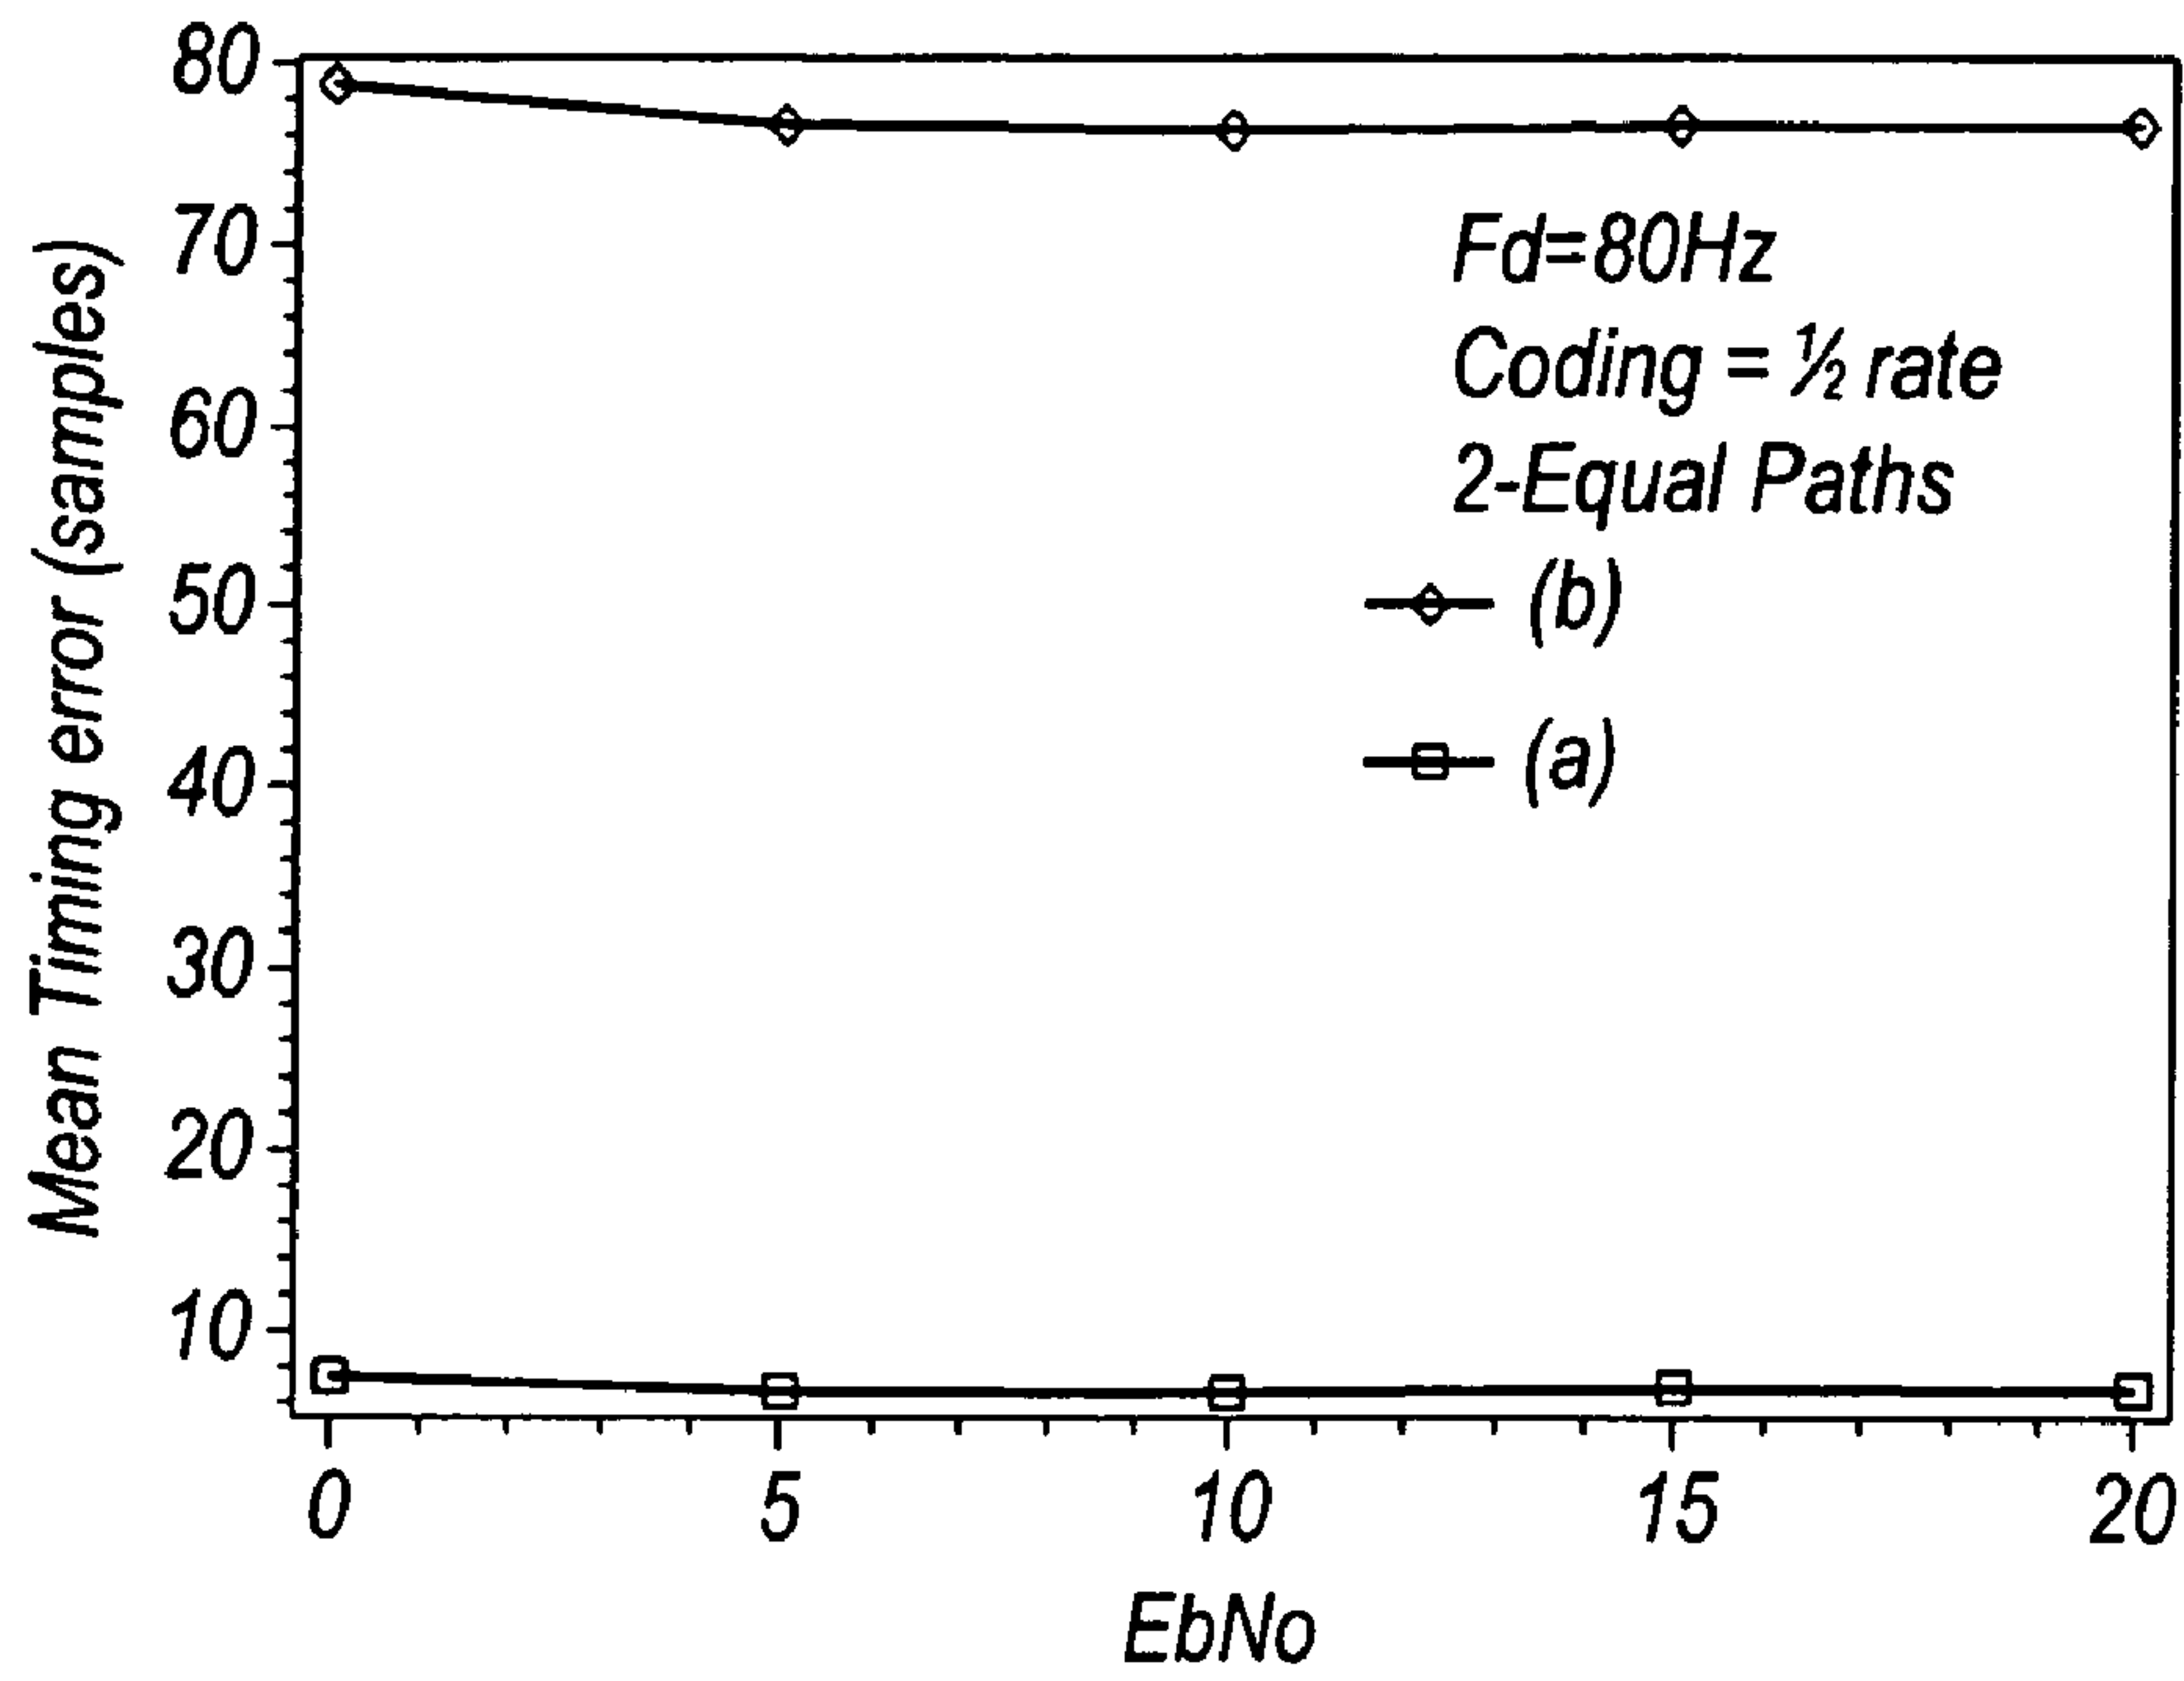 80
70
60
50
40
30
20
10
Mean Timing error (samples)
Fd=80Hz
Coding = ½ rate
2-Equal Paths
(b)
(a)
0 5 10 15 20
EbNo